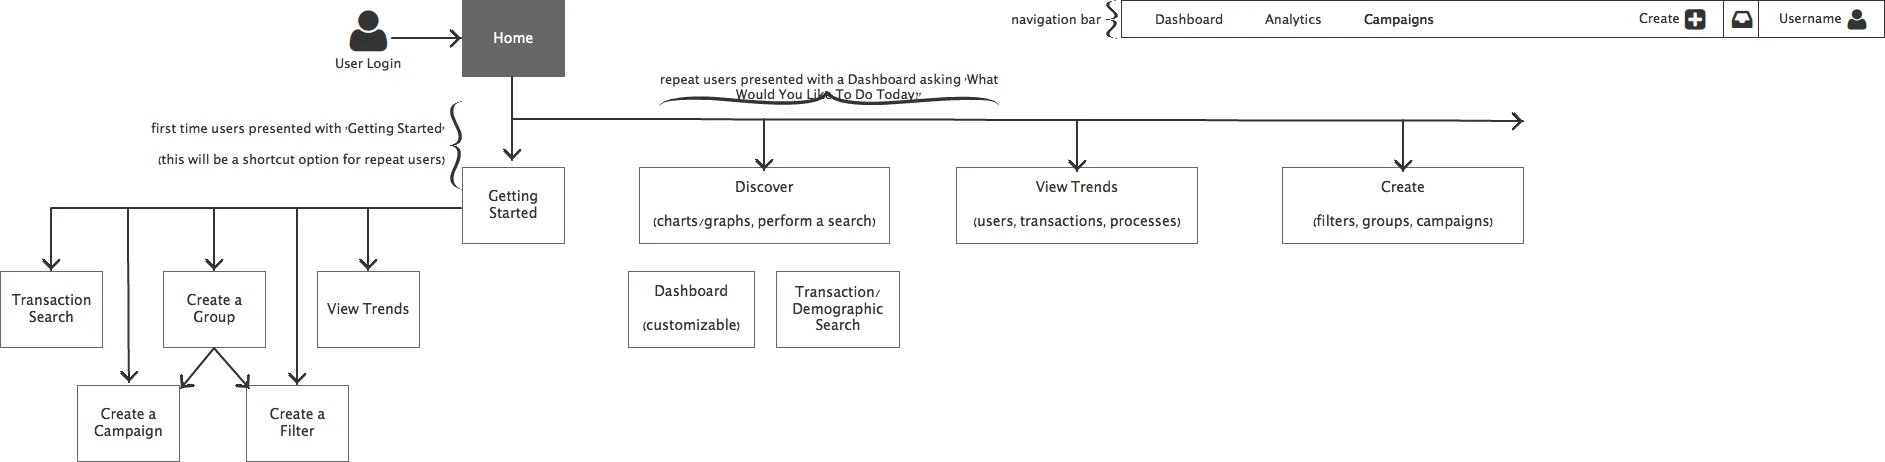 Home
User Login
navigation bar
Dashboard
Analytics
Campaigns
Create
Username
repeat users presented with a Dashboard asking 'What
Would You Like To Do Today'
first time users presented with 'Getting Started'
(this will be a shortcut option for repeat users)
Getting
Started
Discover
(charts/graphs, perform a search)
View Trends
(users, transactions, processes)
Create
(filters, groups, campaigns)
Transaction
Search
Create a
Group
View Trends
Dashboard
(customizable)
Transaction/
Demographic
Search
Create a
Campaign
Create a
Filter